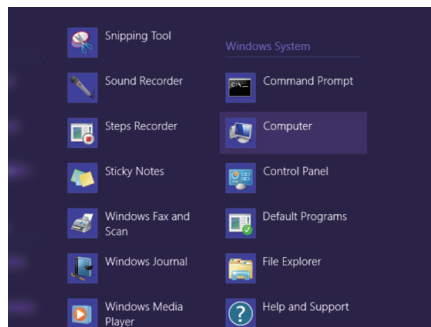 Snipping Tool
Sound Recorder
Steps Recorder
Sticky Notes
Windows Fax and
Scan
Windows Journal
Windows Media
Player
Windows System
Command Prompt
Computer
Control Panel
Default Programs
File Explorer
Help and Support